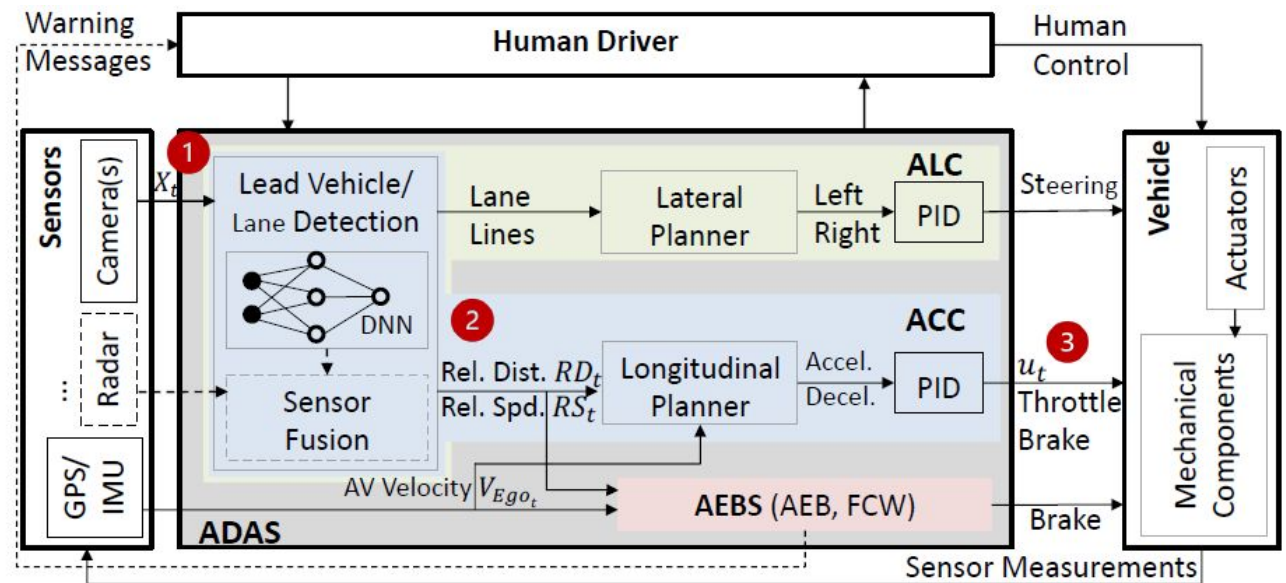 Warning
Messages
Human Driver
Human
Control
Sensors
Camera(s)
Radar
...
GPS/
IMU
X_t
1
Lead Vehicle/
Lane Detection
DNN
Sensor
Fusion
Lane
Lines
Lateral
Planner
Left
Right
ALC
PID
Steering
2
Rel. Dist. RD_t
Rel. Spd. RS_t
Longitudinal
Planner
Accel.
Decel.
ACC
PID
3
u_t
Throttle
Brake
AV Velocity V_{Ego_t}
AEBS (AEB, FCW)
Brake
ADAS
Vehicle
Actuators
Mechanical
Components
Sensor Measurements